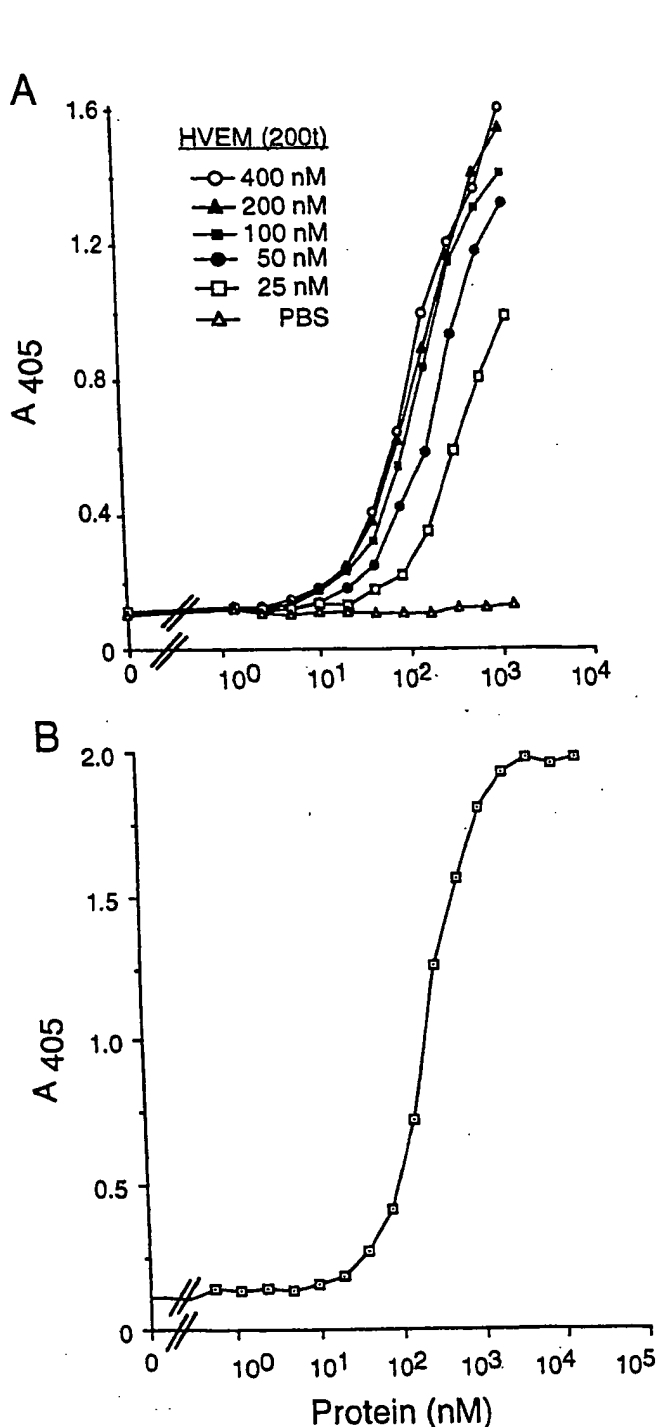 A
1.6
HVEM (200t)
400 nM
200 nM
100 nM
50 nM
25 nM
PBS
1.2
0.8
0.4
0
A 405
0 10⁰ 10¹ 10² 10³ 10⁴
B
2.0
1.5
1.0
0.5
0
A 405
0 10⁰ 10¹ 10² 10³ 10⁴ 10⁵
Protein (nM)